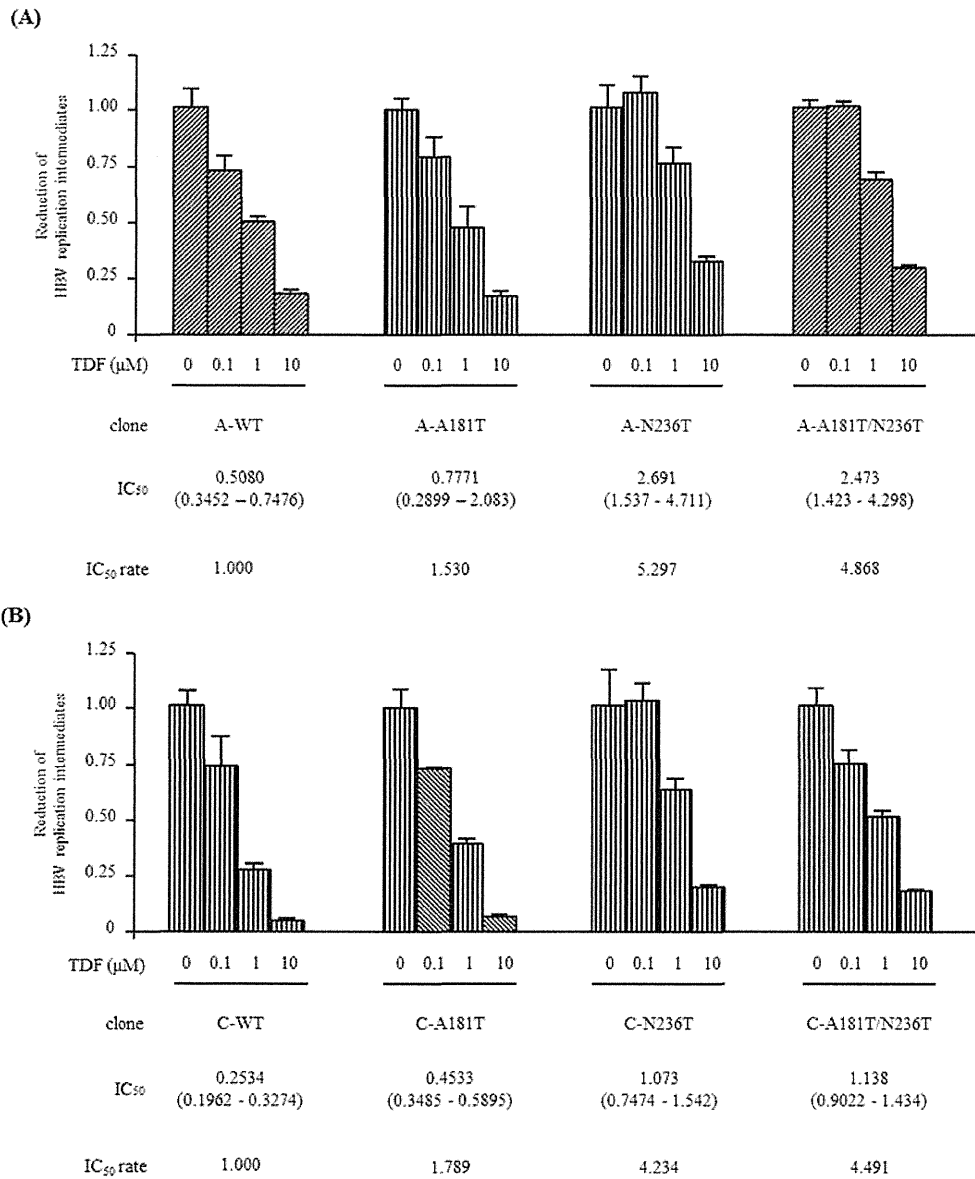 (A)
Reduction of
HBV replication intermediates
1.25
1.00
0.75
0.50
0.25
0
TDF (µM) 0 0.1 1 10 0 0.1 1 10 0 0.1 1 10 0 0.1 1 10
clone A-WT A-A181T A-N236T A-A181T/N236T
IC50 0.5080 0.7771 2.691 2.473
(0.3452 – 0.7476) (0.2899 – 2.083) (1.537 - 4.711) (1.423 - 4.298)
IC50 rate 1.000 1.530 5.297 4.868
(B)
Reduction of
HBV replication intermediates
1.25
1.00
0.75
0.50
0.25
0
TDF (µM) 0 0.1 1 10 0 0.1 1 10 0 0.1 1 10 0 0.1 1 10
clone C-WT C-A181T C-N236T C-A181T/N236T
IC50 0.2534 0.4533 1.073 1.138
(0.1962 - 0.3274) (0.3485 - 0.5895) (0.7474 - 1.542) (0.9022 - 1.434)
IC50 rate 1.000 1.789 4.234 4.491